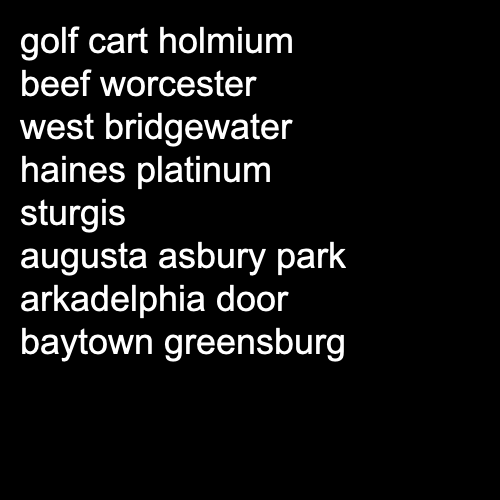 golf cart holmium
beef worcester
west bridgewater
haines platinum
sturgis
augusta asbury park
arkadelphia door
baytown greensburg